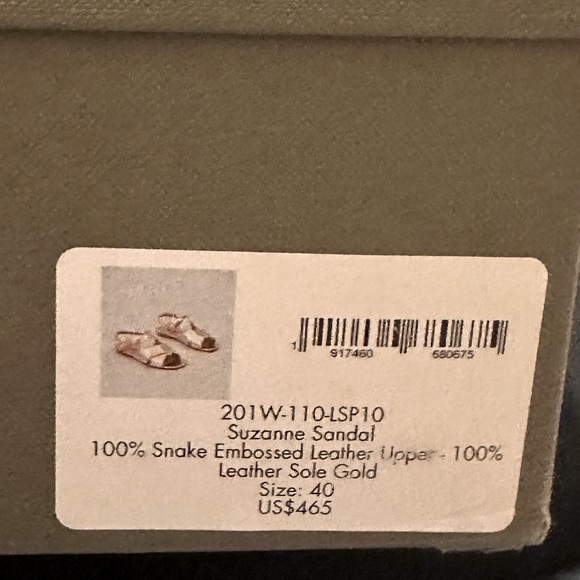 1 917460 680675
201W-110-LSP10
Suzanne Sandal
100% Snake Embossed Leather Upper - 100%
Leather Sole Gold
Size: 40
US$465